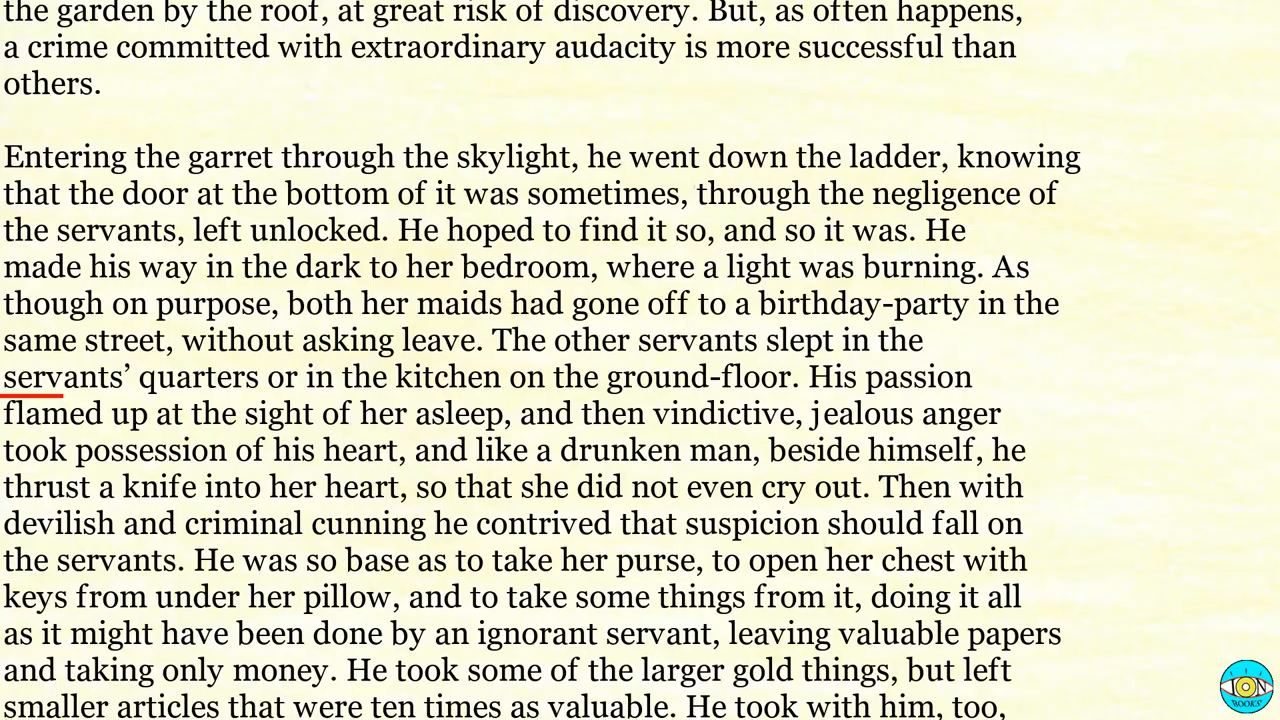 the garden by the roof, at great risk of discovery. But, as often happens,
a crime committed with extraordinary audacity is more successful than
others.
Entering the garret through the skylight, he went down the ladder, knowing
that the door at the bottom of it was sometimes, through the negligence of
the servants, left unlocked. He hoped to find it so, and so it was. He
made his way in the dark to her bedroom, where a light was burning. As
though on purpose, both her maids had gone off to a birthday-party in the
same street, without asking leave. The other servants slept in the
servants’ quarters or in the kitchen on the ground-floor. His passion
flamed up at the sight of her asleep, and then vindictive, jealous anger
took possession of his heart, and like a drunken man, beside himself, he
thrust a knife into her heart, so that she did not even cry out. Then with
devilish and criminal cunning he contrived that suspicion should fall on
the servants. He was so base as to take her purse, to open her chest with
keys from under her pillow, and to take some things from it, doing it all
as it might have been done by an ignorant servant, leaving valuable papers
and taking only money. He took some of the larger gold things, but left
smaller articles that were ten times as valuable. He took with him, too,
ION
BOOKS